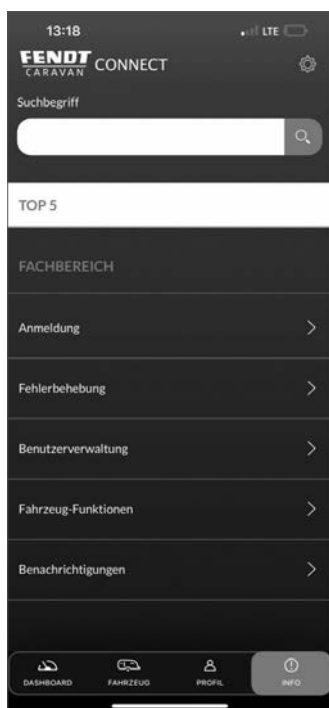 13:18
LTE
FENDT
CARAVAN CONNECT
Suchbegriff
TOP 5
FACHBEREICH
Anmeldung
Fehlerbehebung
Benutzerverwaltung
Fahrzeug-Funktionen
Benachrichtigungen
DASHBOARD FAHRZEUG PROFIL INFO